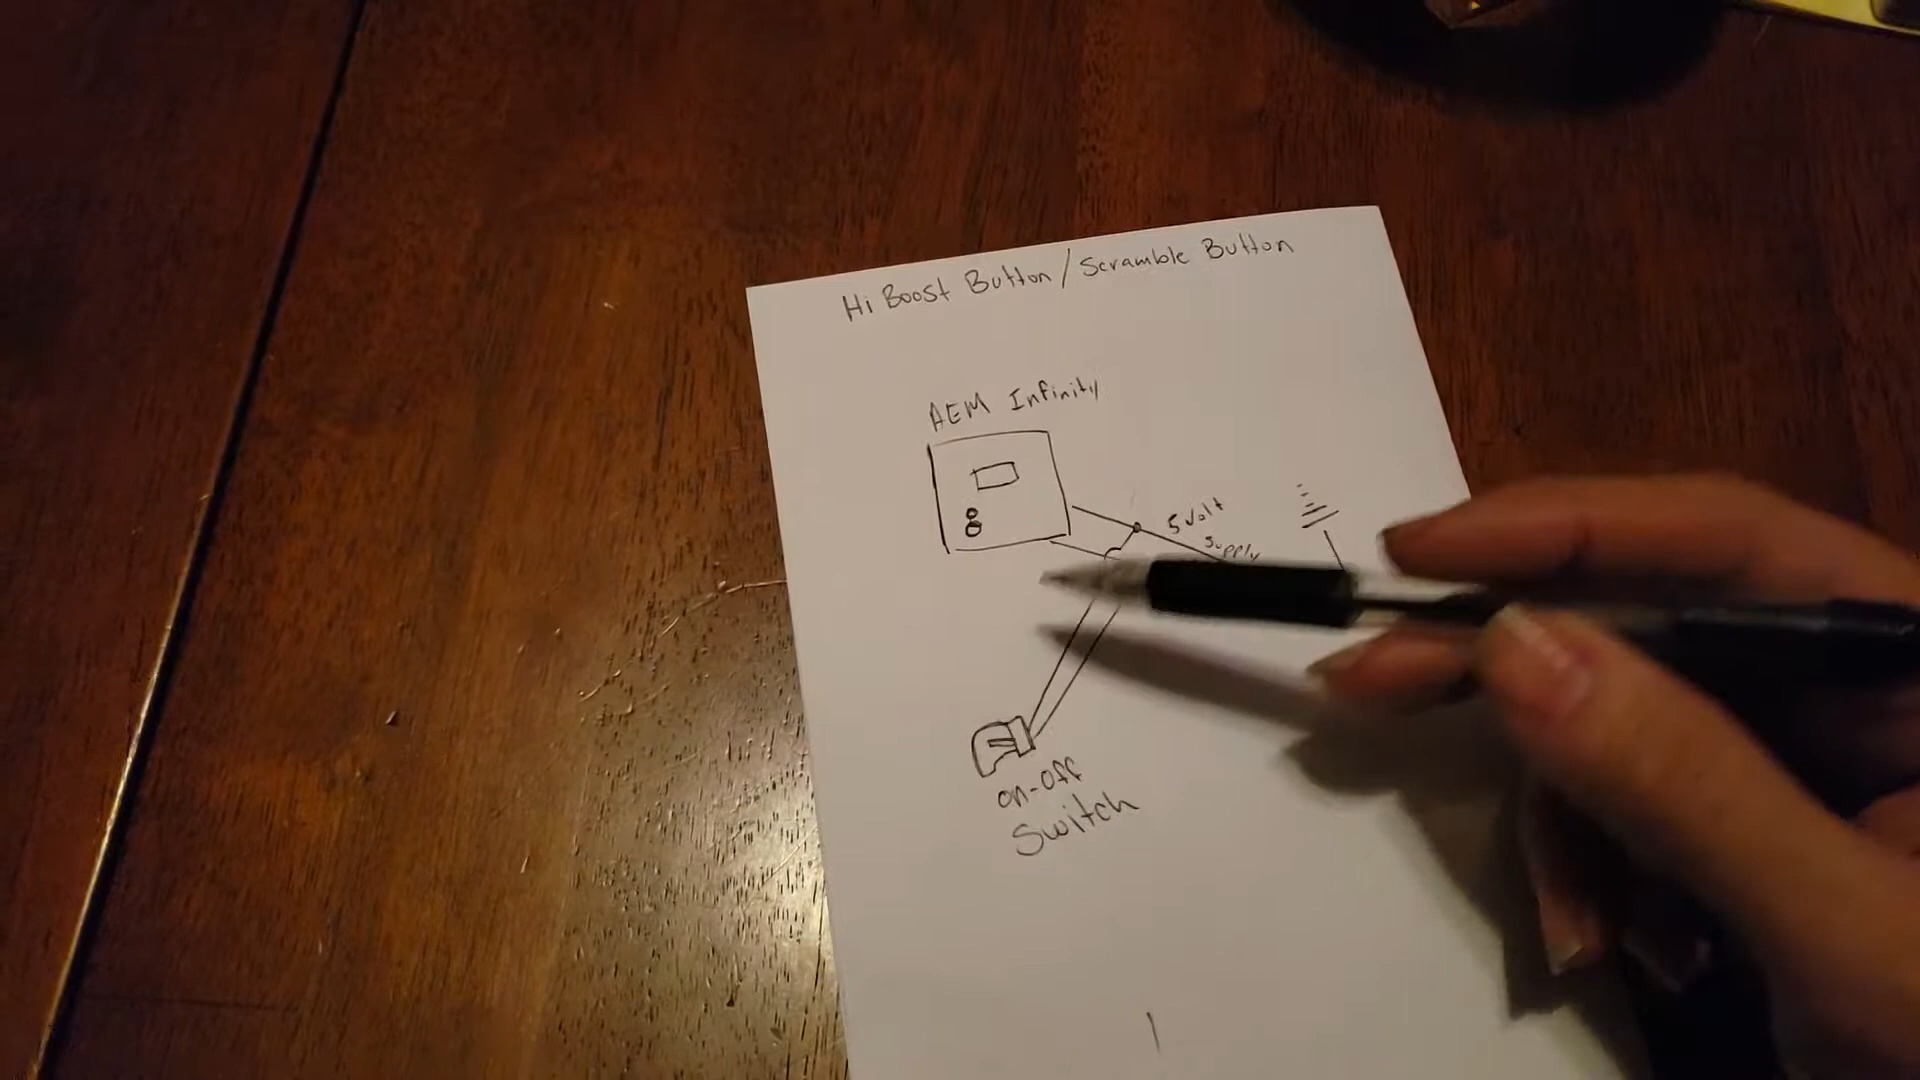 Hi Boost Button / Scramble Button
AEM Infinity
5 Volt
Supply
on-off
Switch